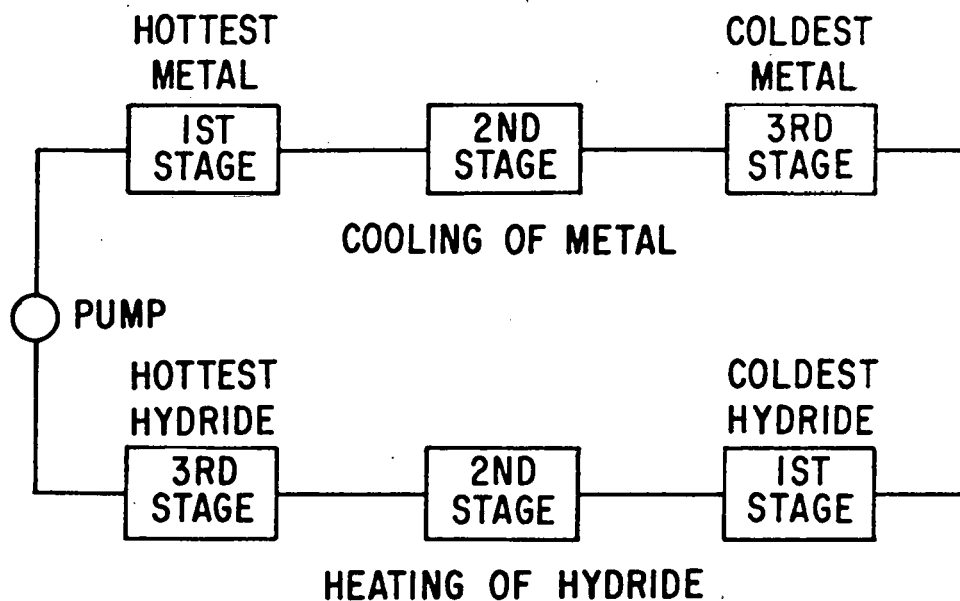 HOTTEST
METAL
COLDEST
METAL
1ST
STAGE
2ND
STAGE
3RD
STAGE
COOLING OF METAL
PUMP
HOTTEST
HYDRIDE
COLDEST
HYDRIDE
3RD
STAGE
2ND
STAGE
1ST
STAGE
HEATING OF HYDRIDE